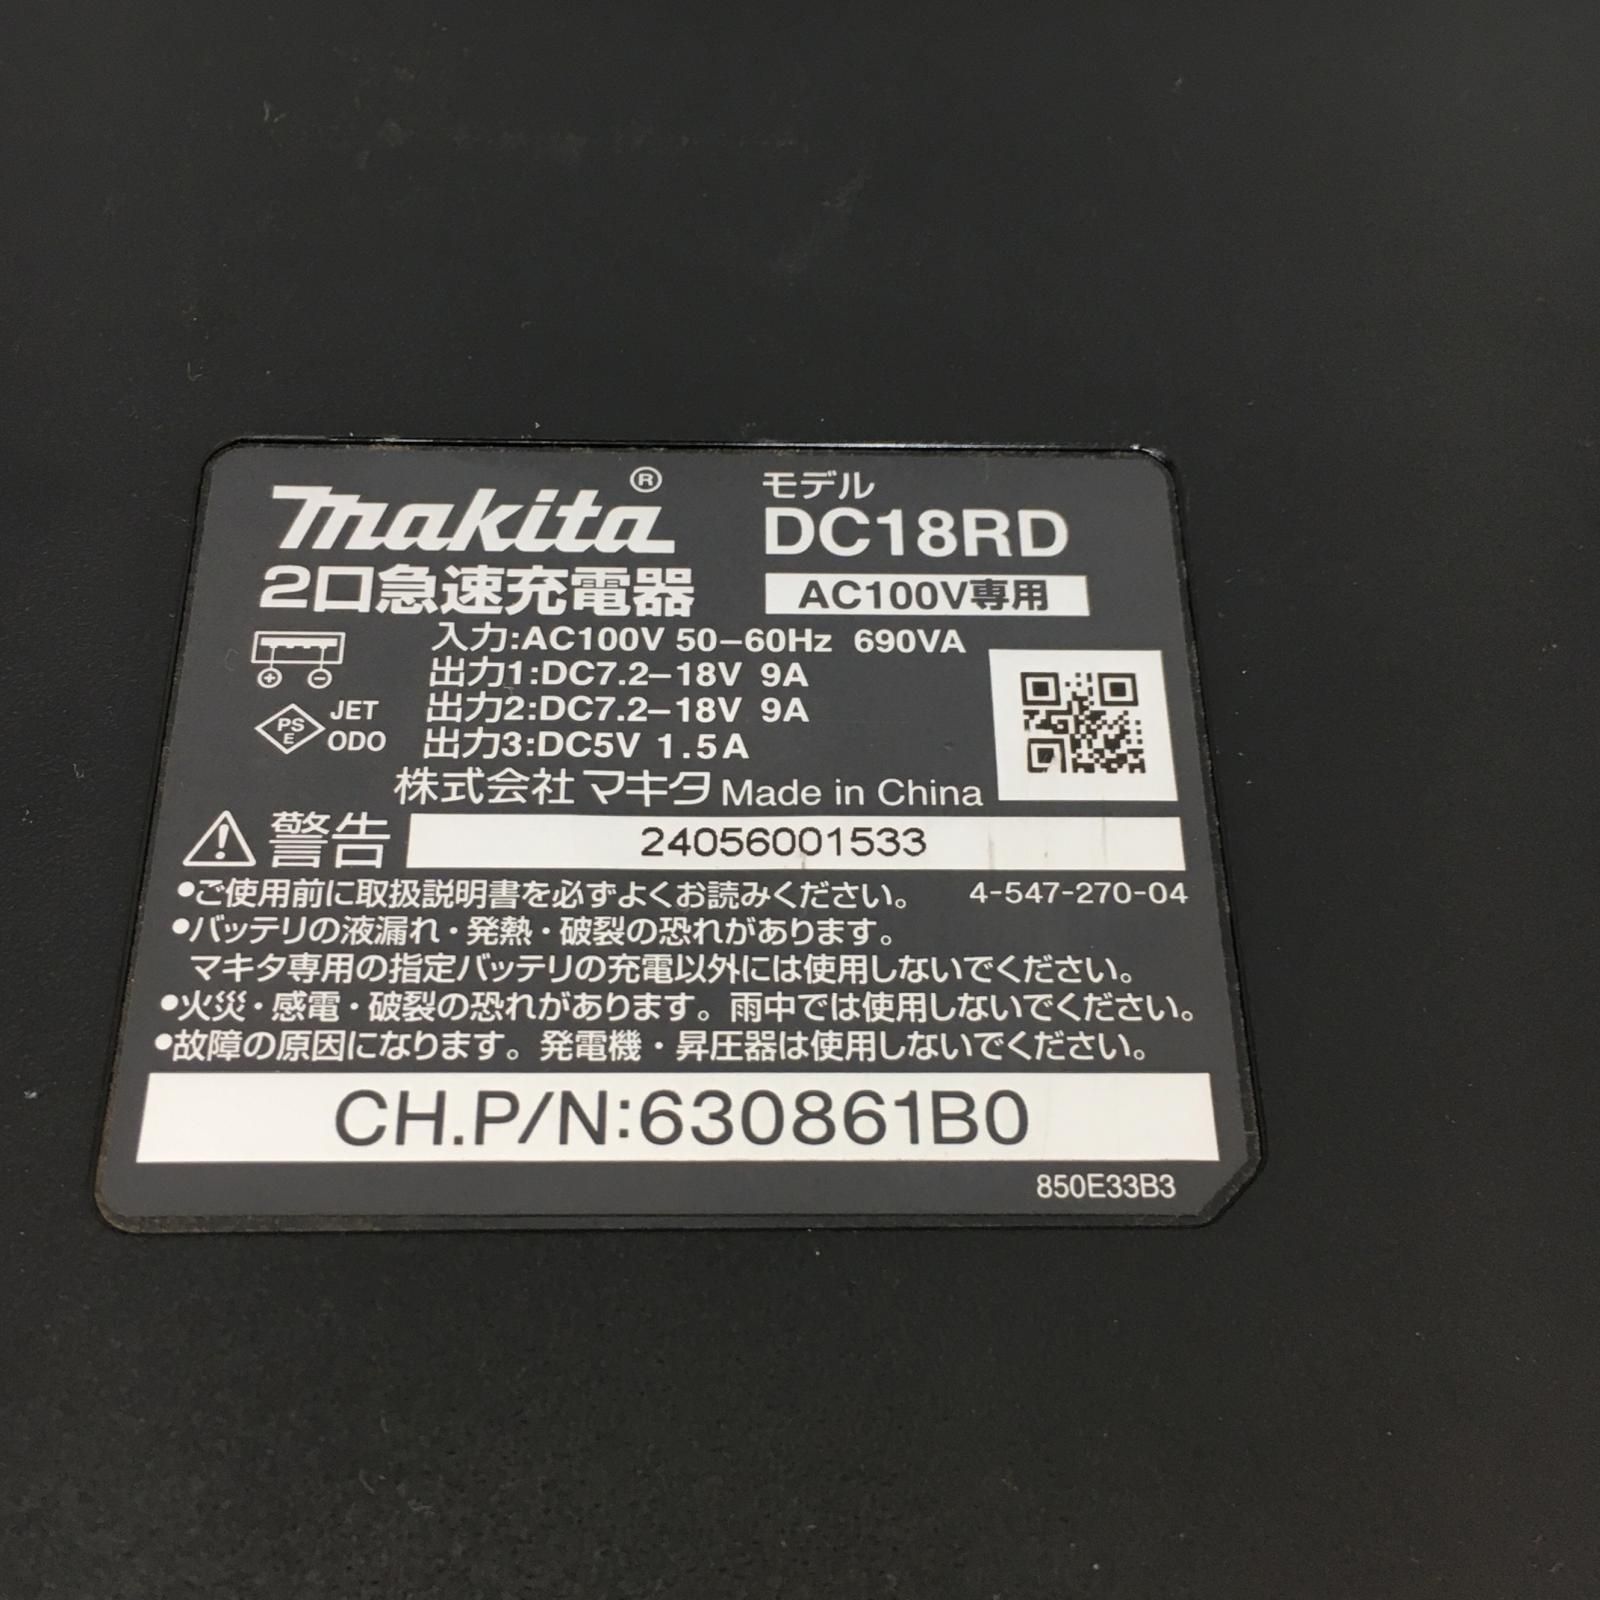 makita®
モデル
DC18RD
2口急速充電器
AC100V専用
入力:AC100V 50-60Hz 690VA
出力1:DC7.2-18V 9A
出力2:DC7.2-18V 9A
出力3:DC5V 1.5A
PS
E
JET
ODO
株式会社マキタ Made in China
警告
24056001533
•ご使用前に取扱説明書を必ずよくお読みください。 4-547-270-04
•バッテリの液漏れ・発熱・破裂の恐れがあります。
マキタ専用の指定バッテリの充電以外には使用しないでください。
•火災・感電・破裂の恐れがあります。雨中では使用しないでください。
•故障の原因になります。発電機・昇圧器は使用しないでください。
CH.P/N:630861B0
850E33B3